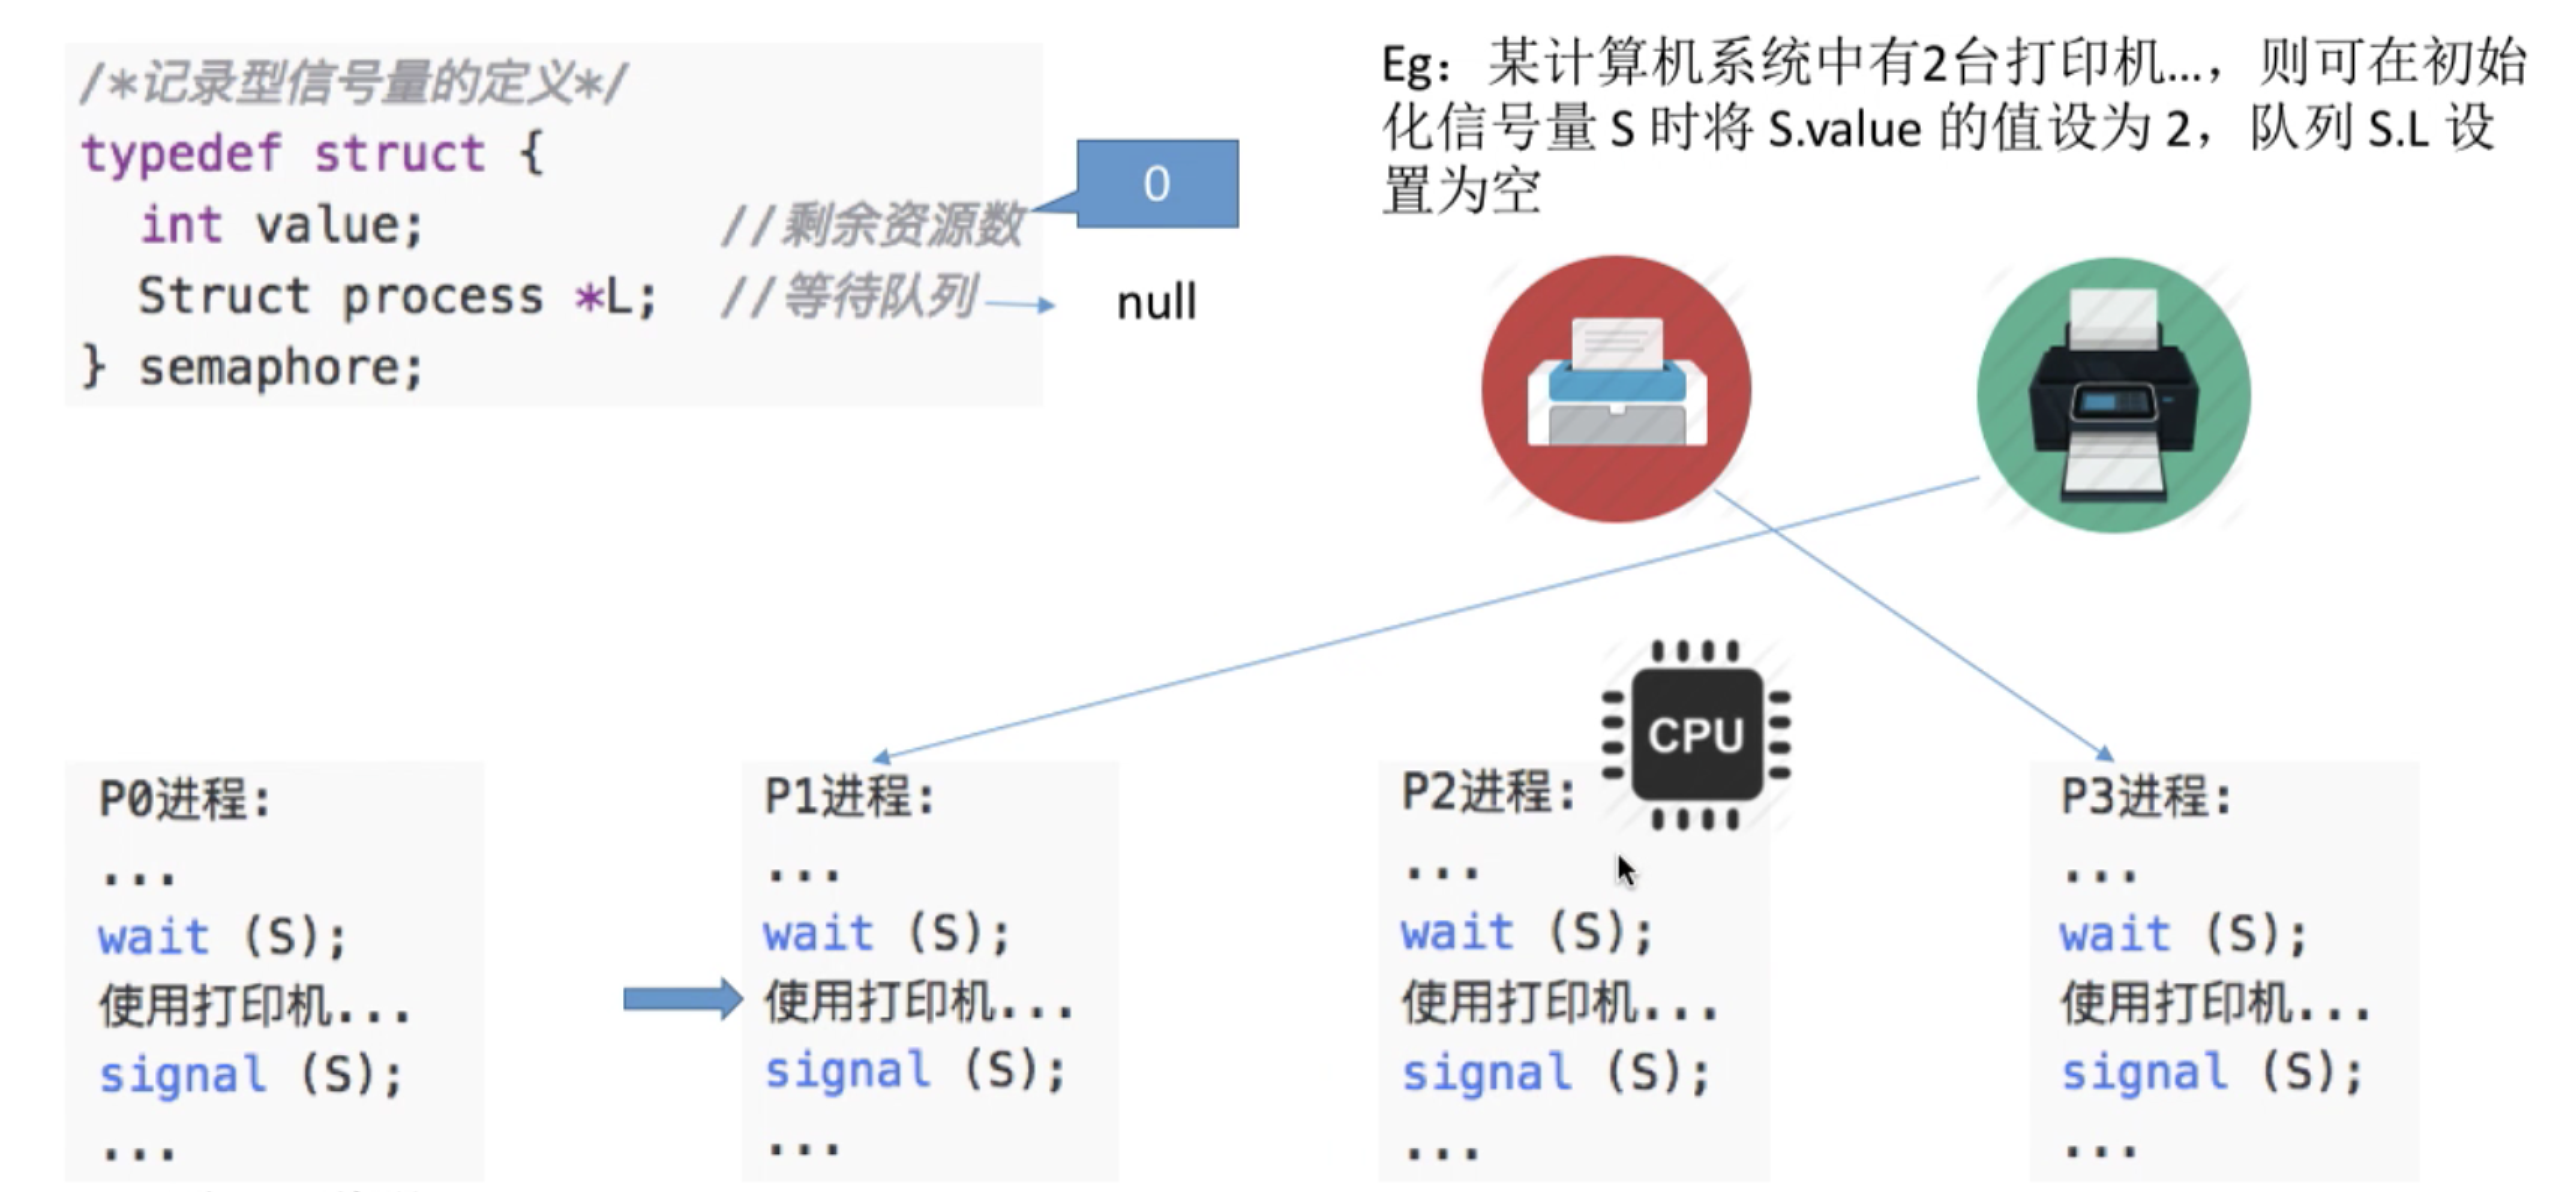 /*记录型信号量的定义*/
typedef struct {
int value; //剩余资源数
Struct process *L; //等待队列
} semaphore;
0
null
Eg：某计算机系统中有2台打印机...，则可在初始
化信号量 S 时将 S.value 的值设为 2，队列 S.L 设
置为空
CPU
P0进程:
...
wait (S);
使用打印机...
signal (S);
...
P1进程:
...
wait (S);
使用打印机...
signal (S);
...
P2进程:
...
wait (S);
使用打印机...
signal (S);
...
P3进程:
...
wait (S);
使用打印机...
signal (S);
...